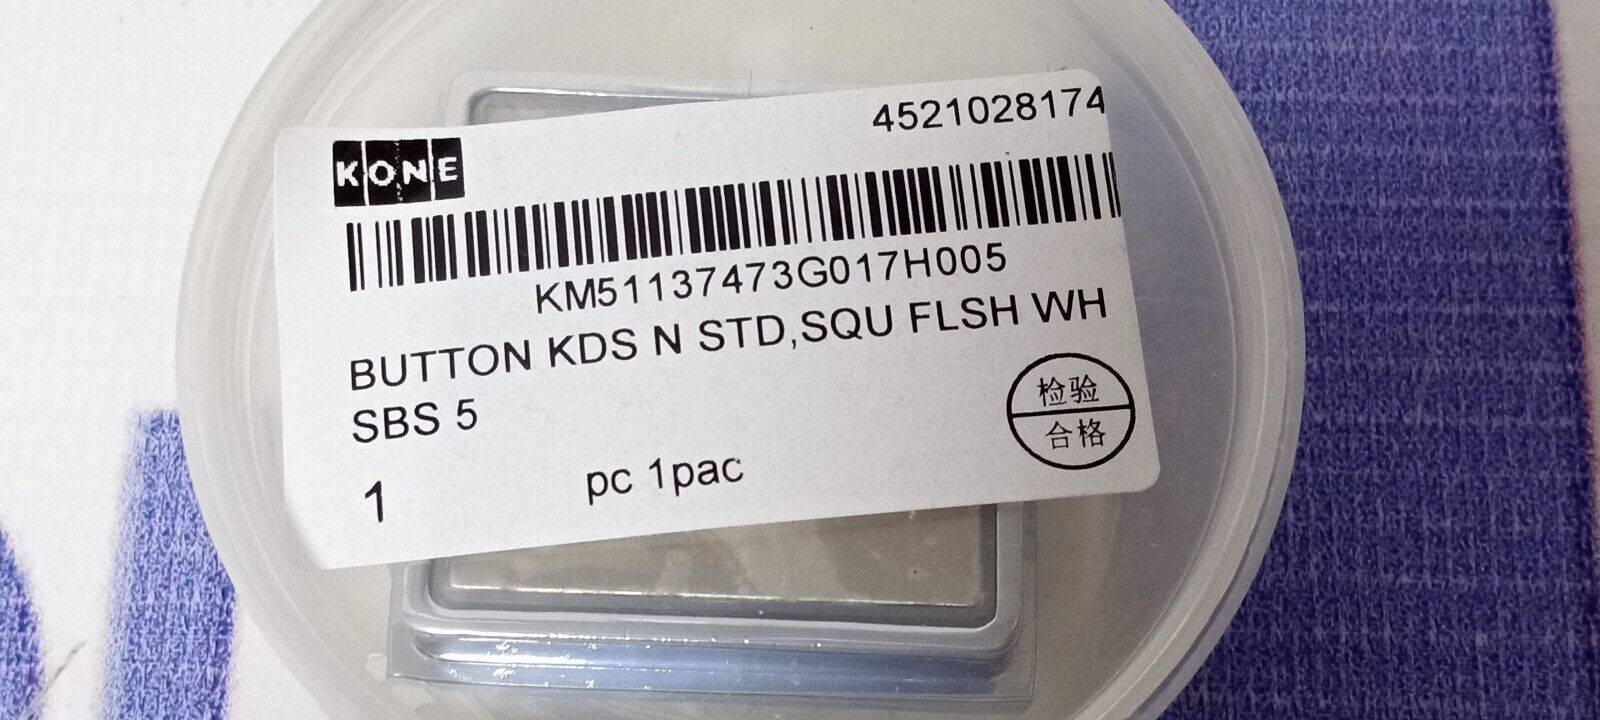 4521028174
KONE
KM51137473G017H005
BUTTON KDS N STD,SQU FLSH WH
SBS 5
检验
合格
1 pc 1pac